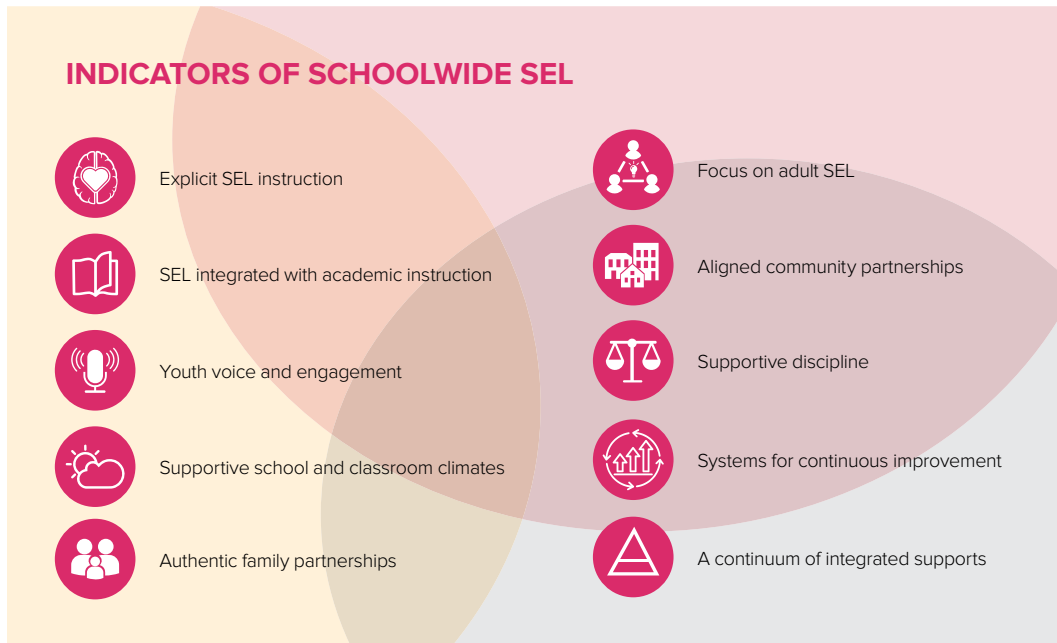 INDICATORS OF SCHOOLWIDE SEL
Explicit SEL instruction
SEL integrated with academic instruction
Youth voice and engagement
Supportive school and classroom climates
Authentic family partnerships
Focus on adult SEL
Aligned community partnerships
Supportive discipline
Systems for continuous improvement
A continuum of integrated supports